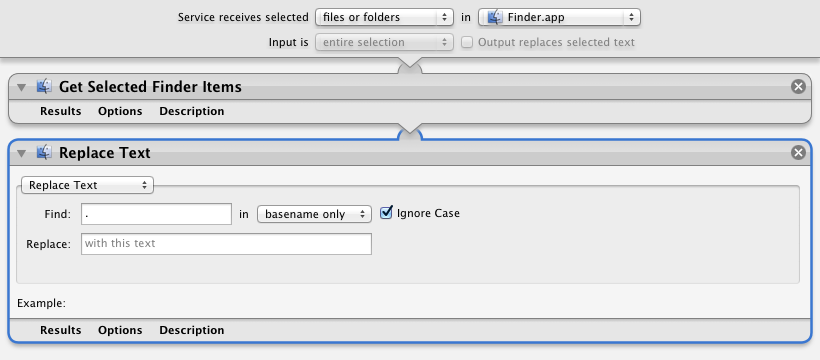 Service receives selected files or folders in Finder.app
Input is entire selection Output replaces selected text
Get Selected Finder Items
Results Options Description
Replace Text
Replace Text
Find: . in basename only Ignore Case
Replace: with this text
Example:
Results Options Description